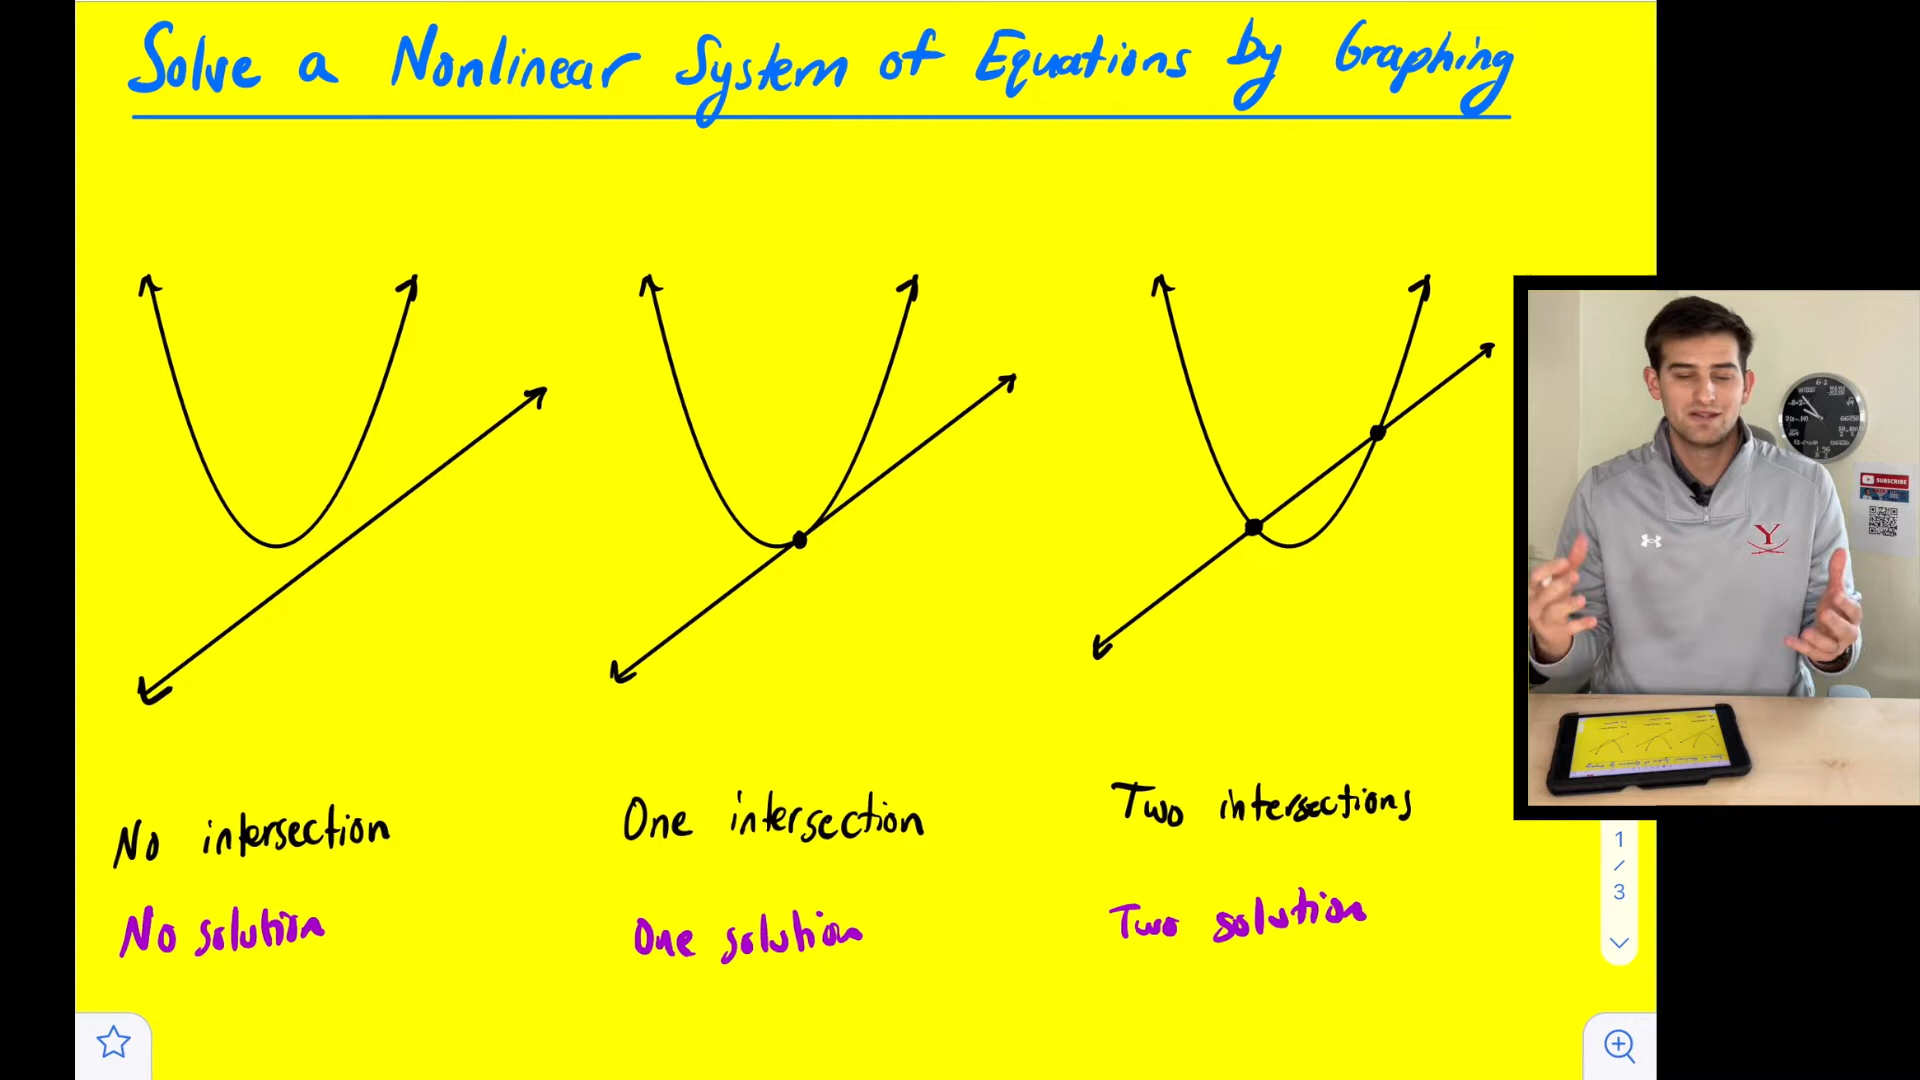 Solve a Nonlinear System of Equations by Graphing
No intersection
One intersection
Two intersections
No solution
One solution
Two solution
Y
SUBSCRIBE
1
/
3